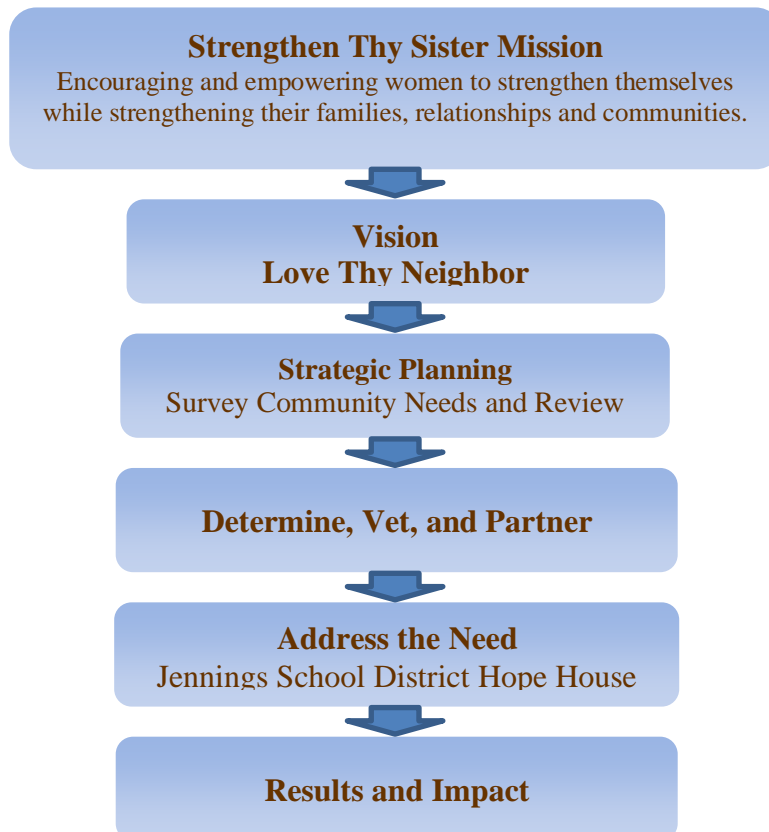 Strengthen Thy Sister Mission
Encouraging and empowering women to strengthen themselves
while strengthening their families, relationships and communities.
Vision
Love Thy Neighbor
Strategic Planning
Survey Community Needs and Review
Determine, Vet, and Partner
Address the Need
Jennings School District Hope House
Results and Impact